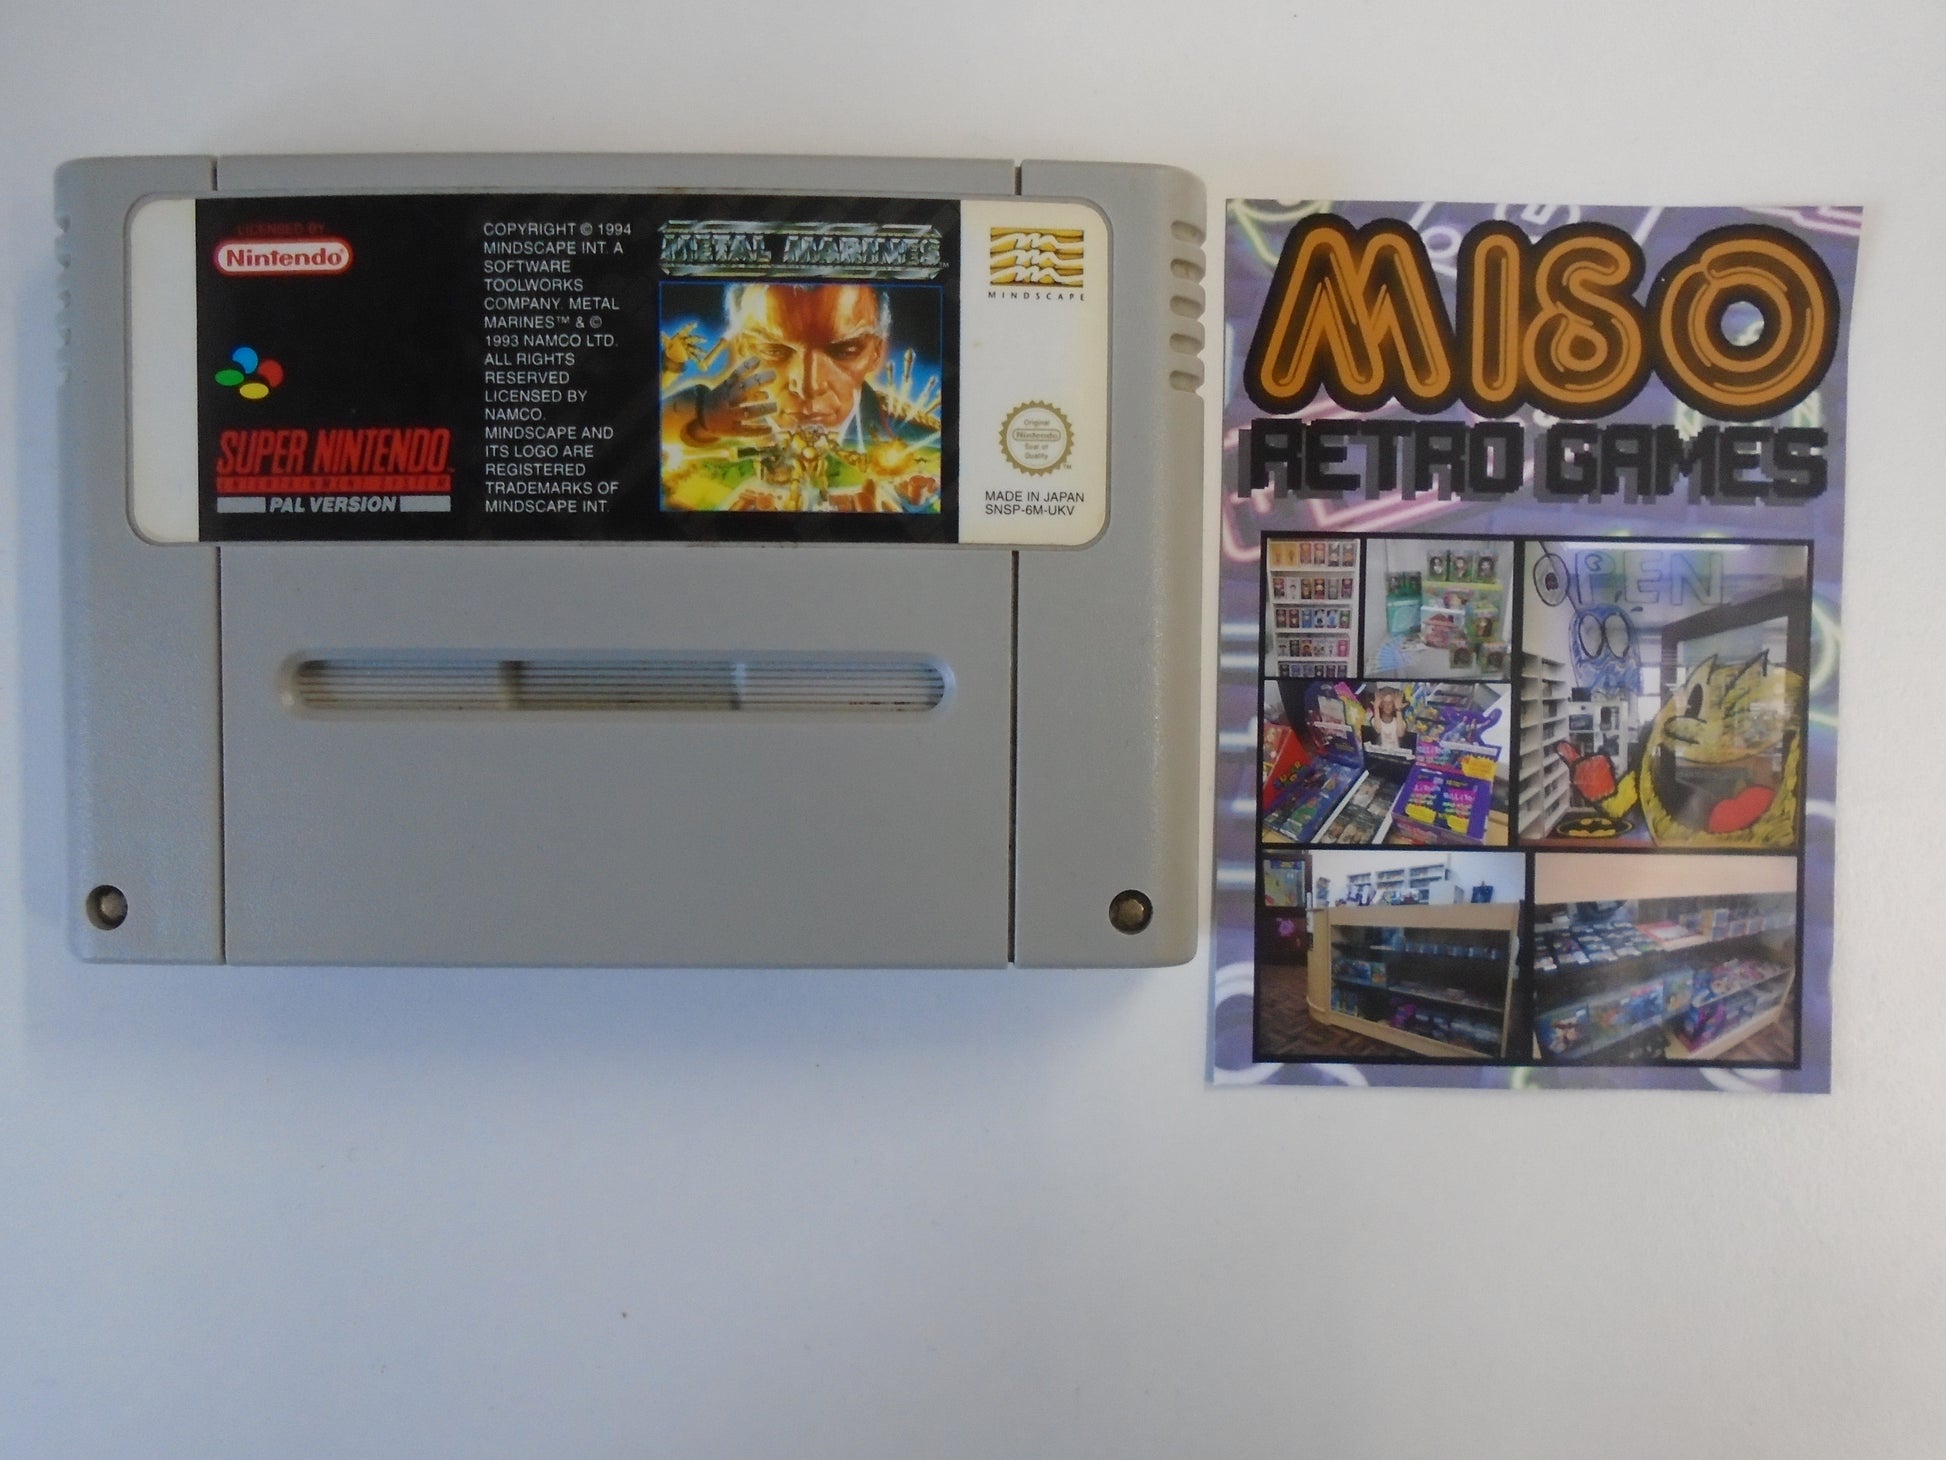 LICENSED BY
Nintendo
SUPER NINTENDO
ENTERTAINMENT SYSTEM
PAL VERSION
COPYRIGHT © 1994
MINDSCAPE INT. A
SOFTWARE
TOOLWORKS
COMPANY. METAL
MARINES™ & ©
1993 NAMCO LTD.
ALL RIGHTS
RESERVED
LICENSED BY
NAMCO.
MINDSCAPE AND
ITS LOGO ARE
REGISTERED
TRADEMARKS OF
MINDSCAPE INT.
METAL MARINES™
MINDSCAPE
Original
Nintendo
Seal of
Quality
TM
MADE IN JAPAN
SNSP-6M-UKV
MISO
RETRO GAMES
OPEN